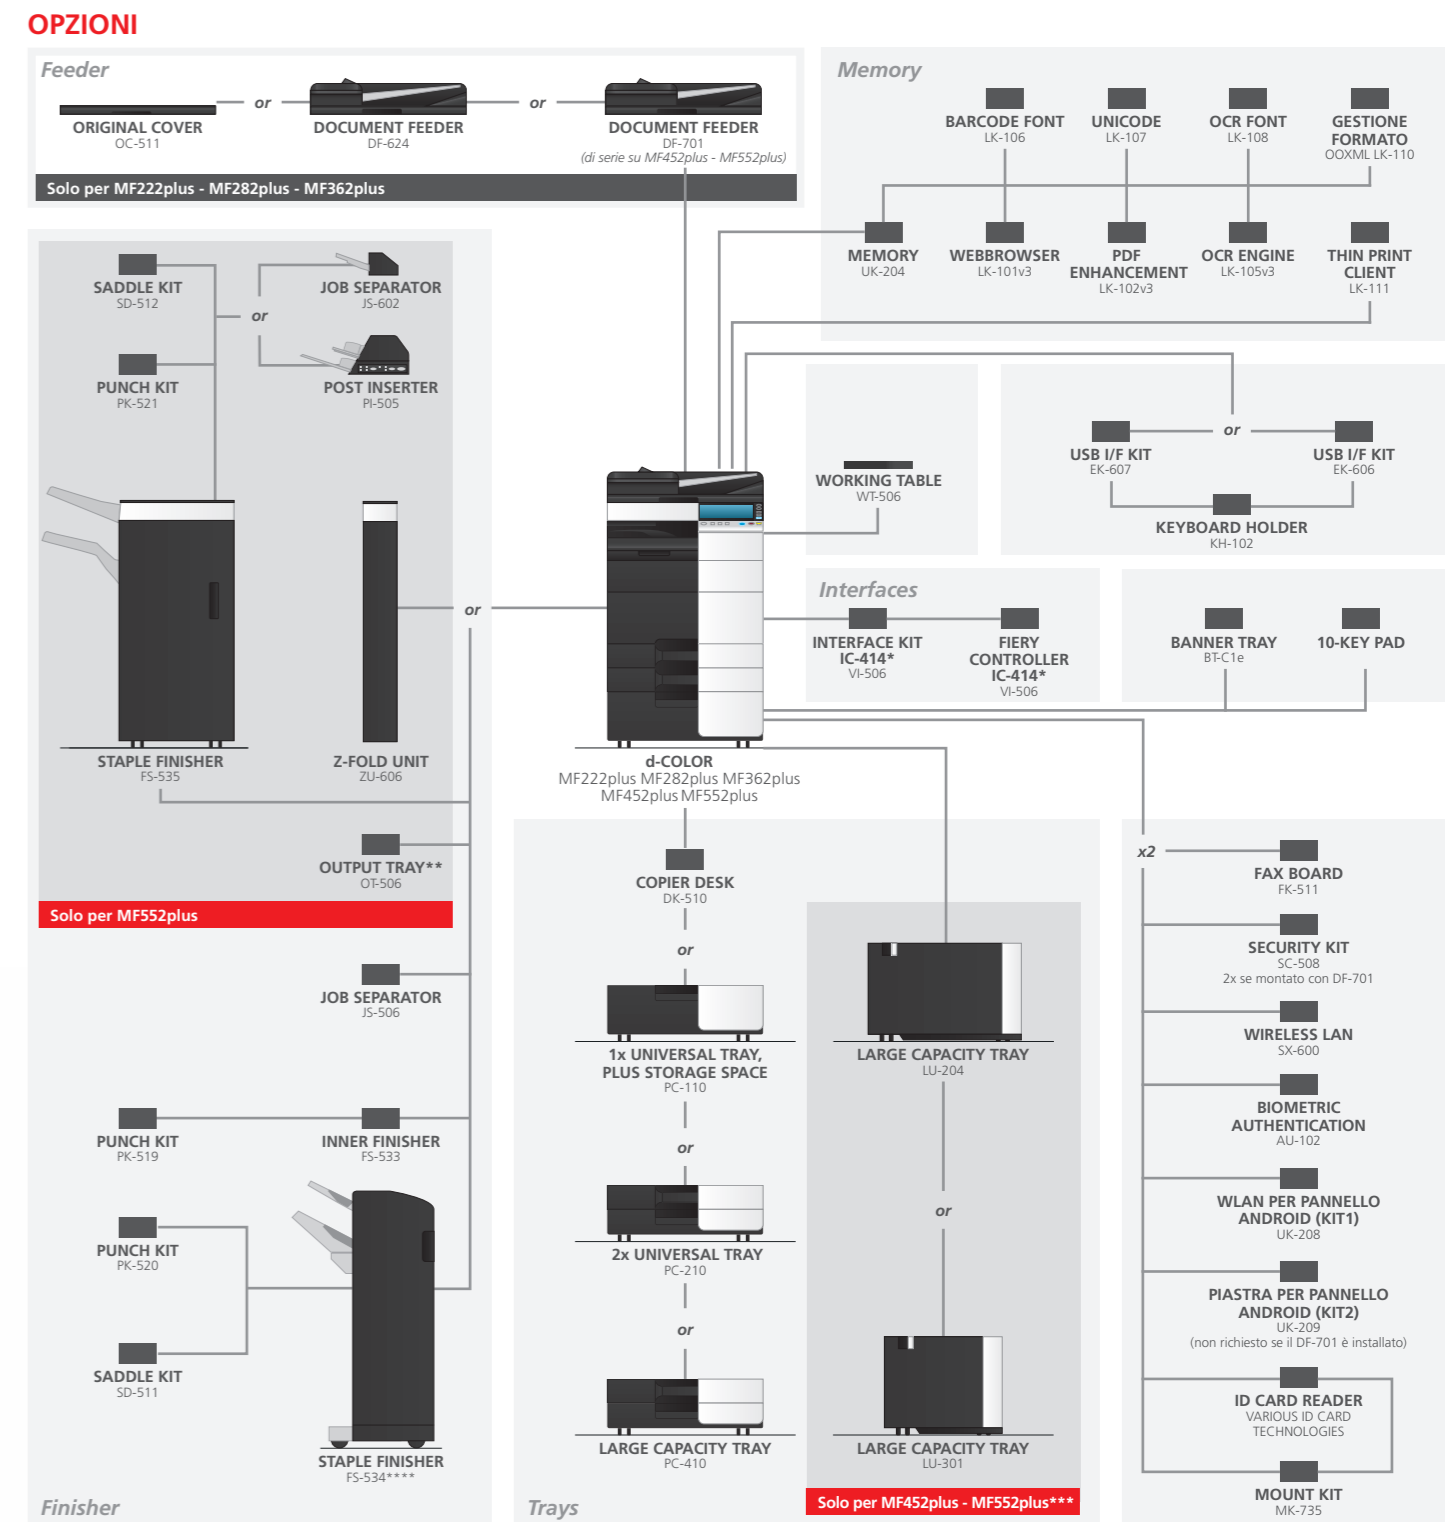 OPZIONI
Feeder
or
or
ORIGINAL COVER
OC-511
DOCUMENT FEEDER
DF-624
DOCUMENT FEEDER
DF-701
(di serie su MF452plus - MF552plus)
Solo per MF222plus - MF282plus - MF362plus
Memory
BARCODE FONT
LK-106
UNICODE
LK-107
OCR FONT
LK-108
GESTIONE
FORMATO
OOXML LK-110
MEMORY
UK-204
WEBBROWSER
LK-101v3
PDF
ENHANCEMENT
LK-102v3
OCR ENGINE
LK-105v3
THIN PRINT
CLIENT
LK-111
SADDLE KIT
SD-512
JOB SEPARATOR
JS-602
or
PUNCH KIT
PK-521
POST INSERTER
PI-505
STAPLE FINISHER
FS-535
Z-FOLD UNIT
ZU-606
or
OUTPUT TRAY**
OT-506
Solo per MF552plus
JOB SEPARATOR
JS-506
PUNCH KIT
PK-519
INNER FINISHER
FS-533
PUNCH KIT
PK-520
SADDLE KIT
SD-511
STAPLE FINISHER
FS-534****
Finisher
WORKING TABLE
WT-506
or
USB I/F KIT
EK-607
USB I/F KIT
EK-606
KEYBOARD HOLDER
KH-102
Interfaces
INTERFACE KIT
IC-414*
VI-506
FIERY
CONTROLLER
IC-414*
VI-506
BANNER TRAY
BT-C1e
10-KEY PAD
d-COLOR
MF222plus MF282plus MF362plus
MF452plus MF552plus
COPIER DESK
DK-510
or
1x UNIVERSAL TRAY,
PLUS STORAGE SPACE
PC-110
or
2x UNIVERSAL TRAY
PC-210
or
LARGE CAPACITY TRAY
PC-410
Trays
LARGE CAPACITY TRAY
LU-204
or
LARGE CAPACITY TRAY
LU-301
Solo per MF452plus - MF552plus***
x2
FAX BOARD
FK-511
SECURITY KIT
SC-508
2x se montato con DF-701
WIRELESS LAN
SX-600
BIOMETRIC
AUTHENTICATION
AU-102
WLAN PER PANNELLO
ANDROID (KIT1)
UK-208
PIASTRA PER PANNELLO
ANDROID (KIT2)
UK-209
(non richiesto se il DF-701 è installato)
ID CARD READER
VARIOUS ID CARD
TECHNOLOGIES
MOUNT KIT
MK-735